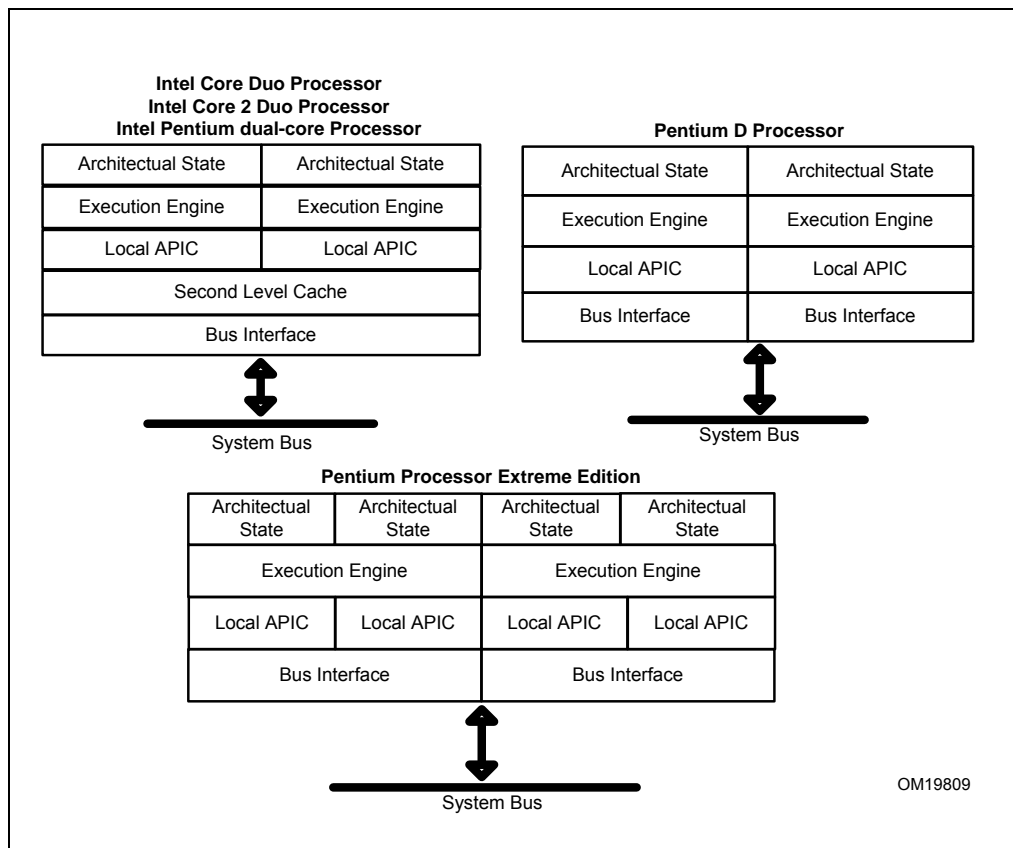 Intel Core Duo Processor
Intel Core 2 Duo Processor
Intel Pentium dual-core Processor
Architectual State Architectual State
Execution Engine Execution Engine
Local APIC Local APIC
Second Level Cache
Bus Interface
System Bus
Pentium D Processor
Architectual State Architectual State
Execution Engine Execution Engine
Local APIC Local APIC
Bus Interface Bus Interface
System Bus
Pentium Processor Extreme Edition
Architectual Architectual Architectual Architectual
State State State State
Execution Engine Execution Engine
Local APIC Local APIC Local APIC Local APIC
Bus Interface Bus Interface
System Bus
OM19809